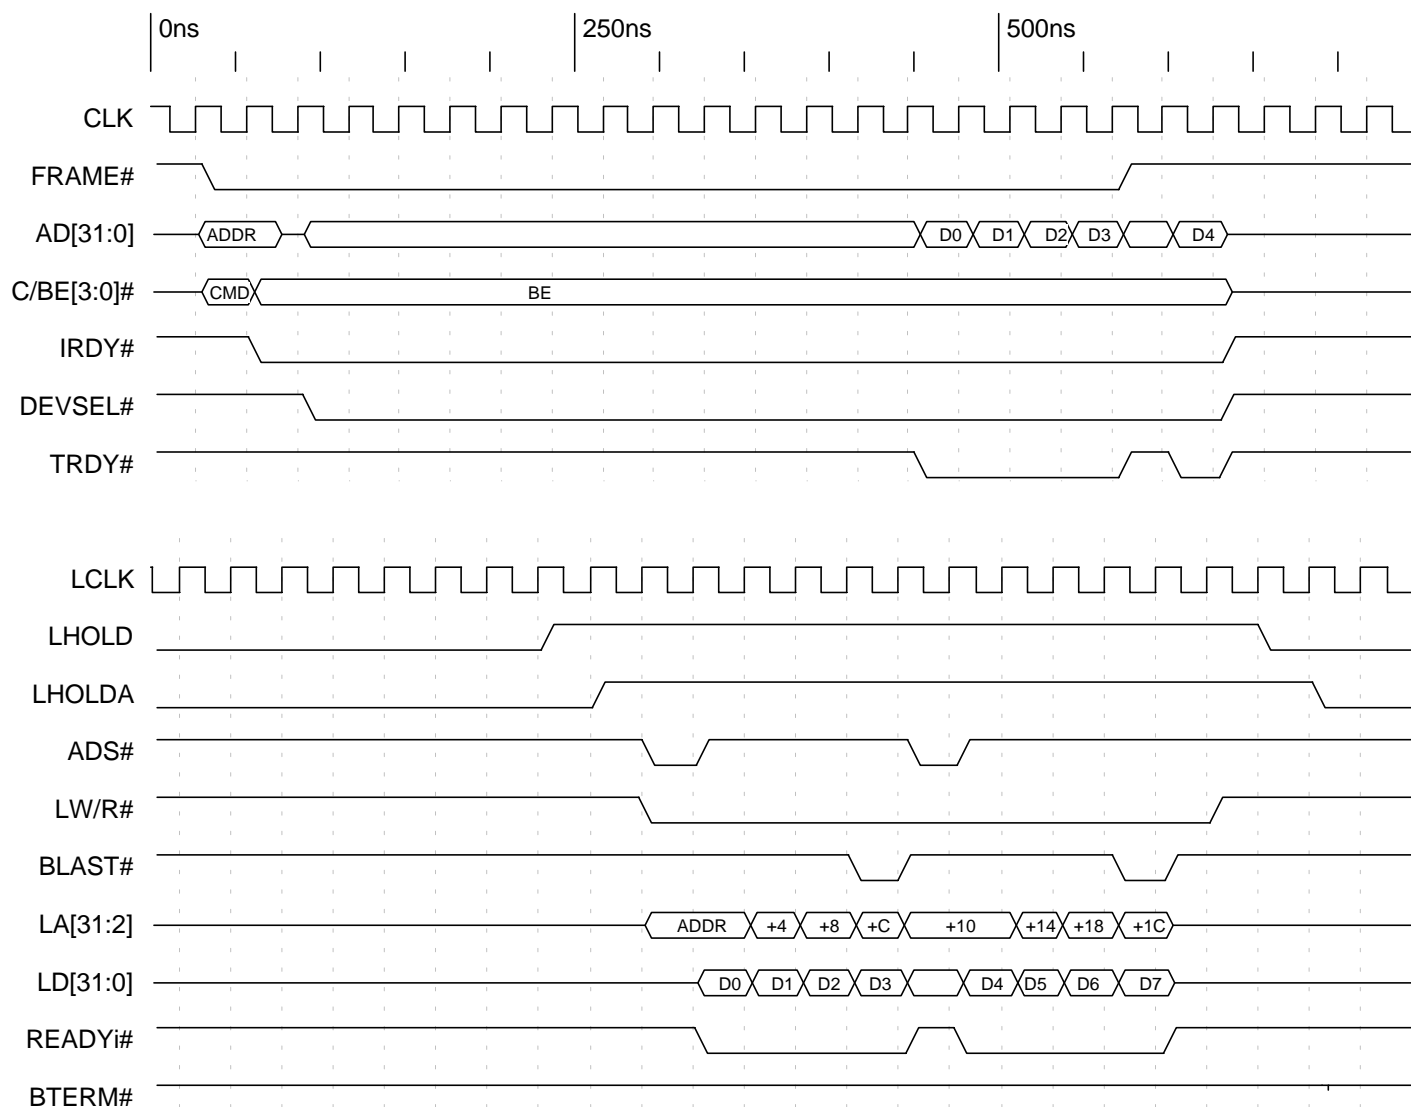 0ns 250ns 500ns
CLK
FRAME#
AD[31:0] ADDR D0 D1 D2 D3 D4
C/BE[3:0]# CMD BE
IRDY#
DEVSEL#
TRDY#
LCLK
LHOLD
LHOLDA
ADS#
LW/R#
BLAST#
LA[31:2] ADDR +4 +8 +C +10 +14 +18 +1C
LD[31:0] D0 D1 D2 D3 D4 D5 D6 D7
READYi#
BTERM#